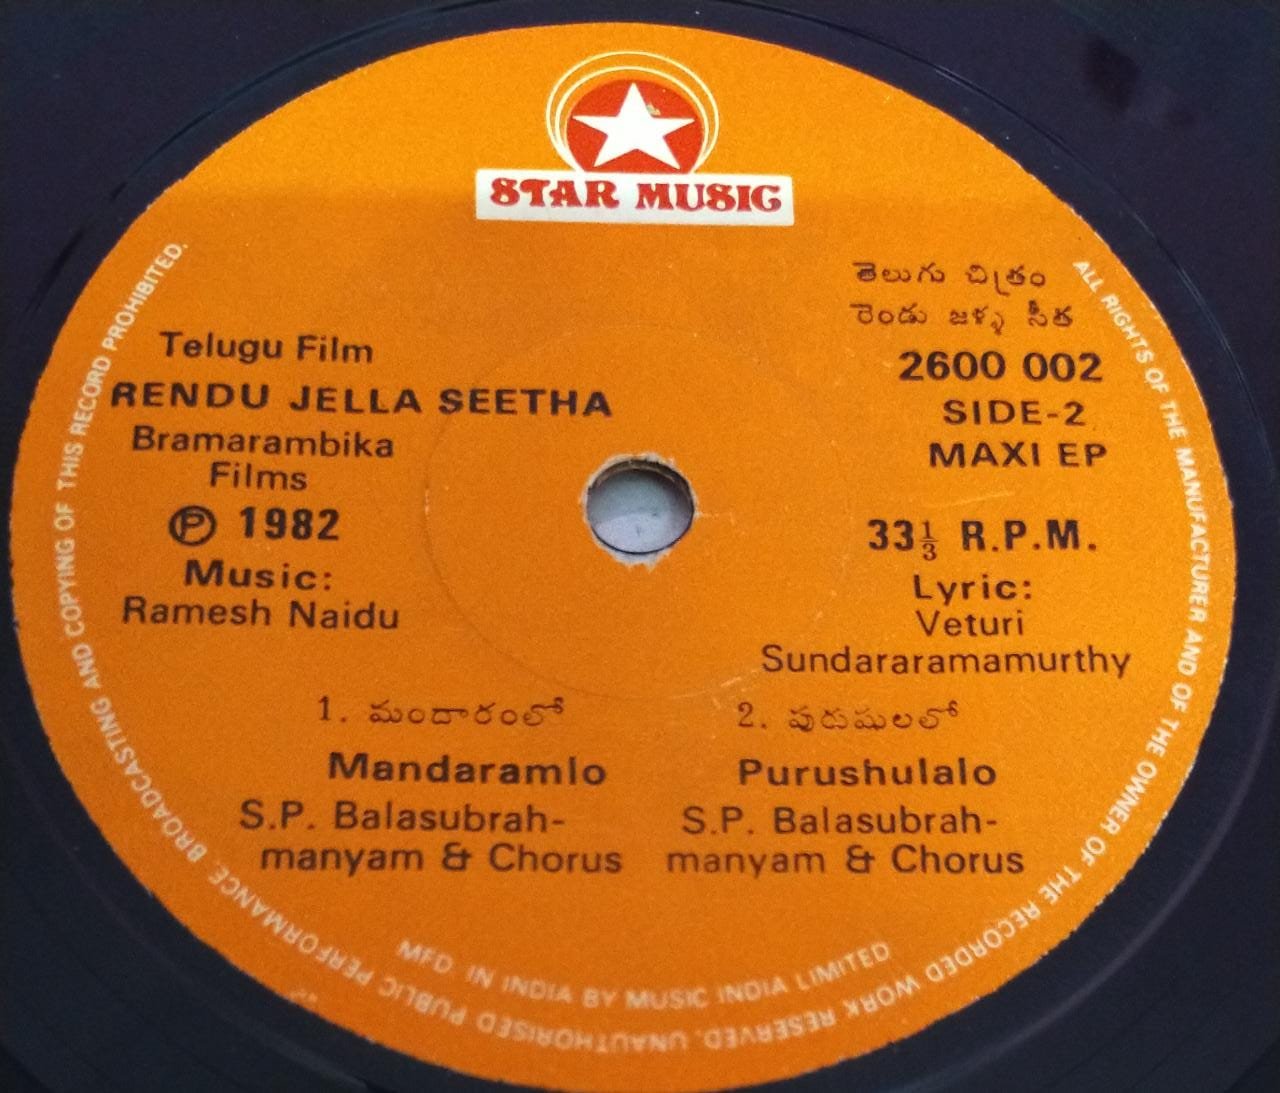 STAR MUSIC
తెలుగు చిత్రం
రెండు జళ్ళ సీత
Telugu Film
RENDU JELLA SEETHA
Bramarambika
Films
℗ 1982
Music:
Ramesh Naidu
2600 002
SIDE-2
MAXI EP
33⅓ R.P.M.
Lyric:
Veturi
Sundararamamurthy
1. మందారంలో
Mandaramlo
S.P. Balasubrah-
manyam & Chorus
2. పురుషులలో
Purushulalo
S.P. Balasubrah-
manyam & Chorus
MFD IN INDIA BY MUSIC INDIA LIMITED
ALL RIGHTS OF THE MANUFACTURER AND OF THE OWNER OF THE RECORDED WORK RESERVED. UNAUTHORISED PUBLIC PERFORMANCE. BROADCASTING AND COPYING OF THIS RECORD PROHIBITED.